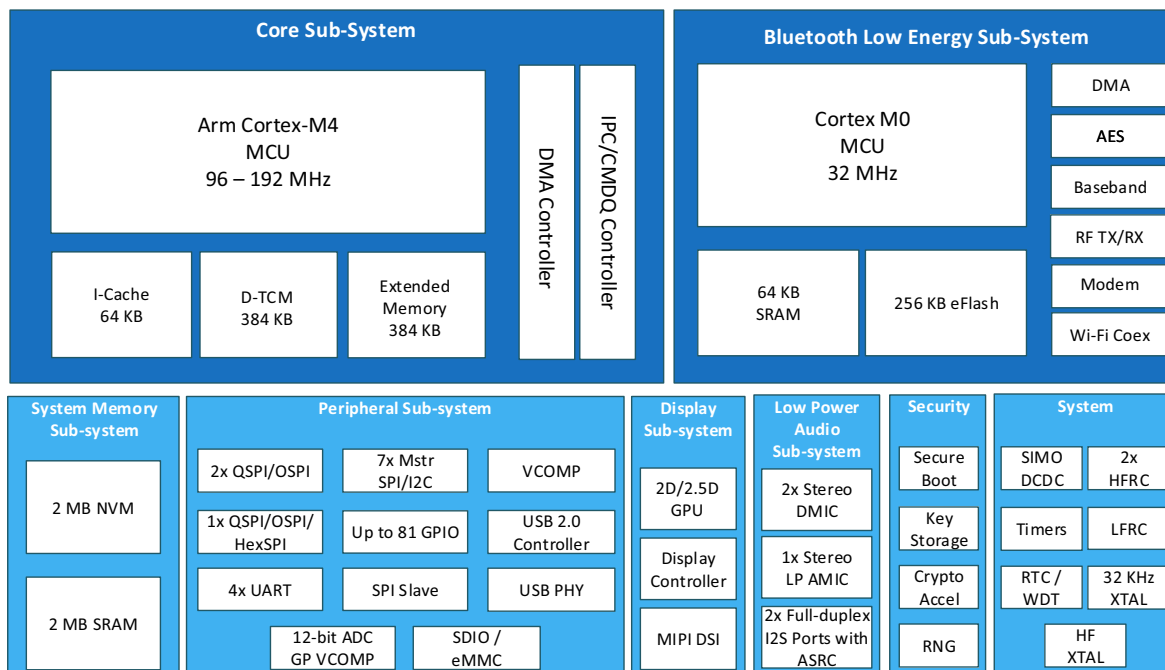 Core Sub-System
Arm Cortex-M4
MCU
96 – 192 MHz
DMA Controller
IPC/CMDQ Controller
I-Cache
64 KB
D-TCM
384 KB
Extended
Memory
384 KB
Bluetooth Low Energy Sub-System
Cortex M0
MCU
32 MHz
64 KB
SRAM
256 KB eFlash
DMA
AES
Baseband
RF TX/RX
Modem
Wi-Fi Coex
System Memory
Sub-system
2 MB NVM
2 MB SRAM
Peripheral Sub-system
2x QSPI/OSPI
7x Mstr
SPI/I2C
VCOMP
1x QSPI/OSPI/
HexSPI
Up to 81 GPIO
USB 2.0
Controller
4x UART
SPI Slave
USB PHY
12-bit ADC
GP VCOMP
SDIO /
eMMC
Display
Sub-system
2D/2.5D
GPU
Display
Controller
MIPI DSI
Low Power
Audio
Sub-system
2x Stereo
DMIC
1x Stereo
LP AMIC
2x Full-duplex
I2S Ports with
ASRC
Security
Secure
Boot
Key
Storage
Crypto
Accel
RNG
System
SIMO
DCDC
2x
HFRC
Timers
LFRC
RTC /
WDT
32 KHz
XTAL
HF
XTAL